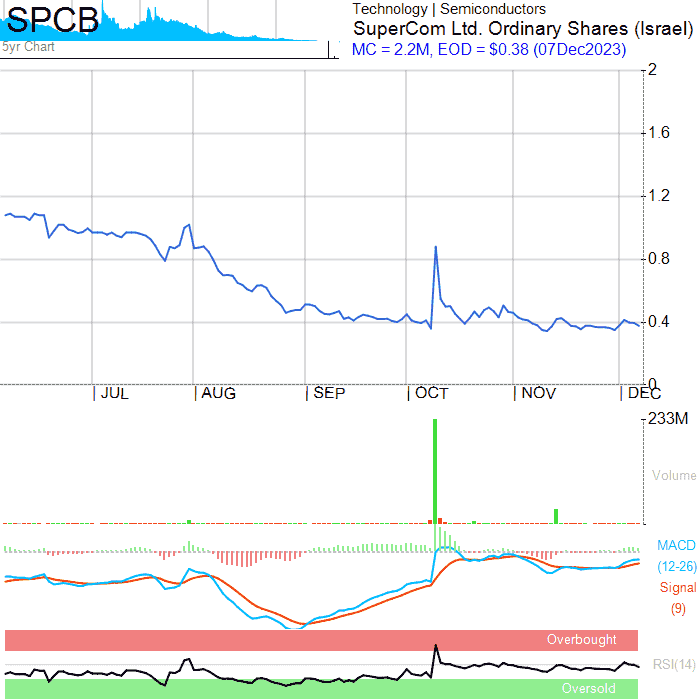 SPCB
5yr Chart
Technology | Semiconductors
SuperCom Ltd. Ordinary Shares (Israel)
MC = 2.2M, EOD = $0.38 (07Dec2023)
2
1.6
1.2
0.8
0.4
0
JUL AUG SEP OCT NOV DEC
233M
Volume
MACD
(12-26)
Signal
(9)
Overbought
RSI(14)
Oversold